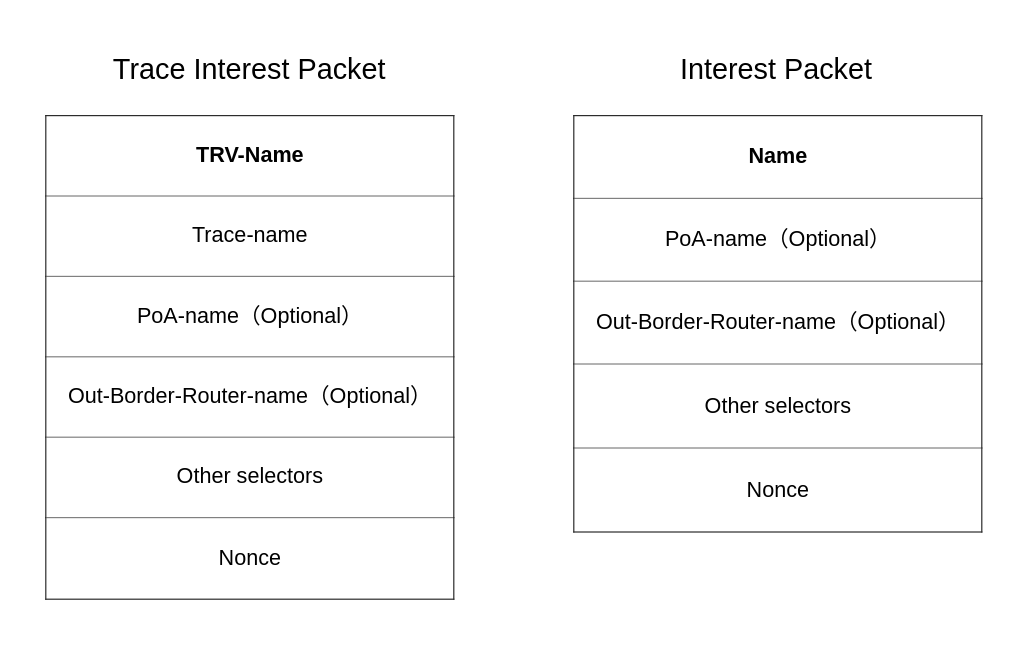 Trace Interest Packet
TRV-Name
Trace-name
PoA-name（Optional）
Out-Border-Router-name（Optional）
Other selectors
Nonce
Interest Packet
Name
PoA-name（Optional）
Out-Border-Router-name（Optional）
Other selectors
Nonce